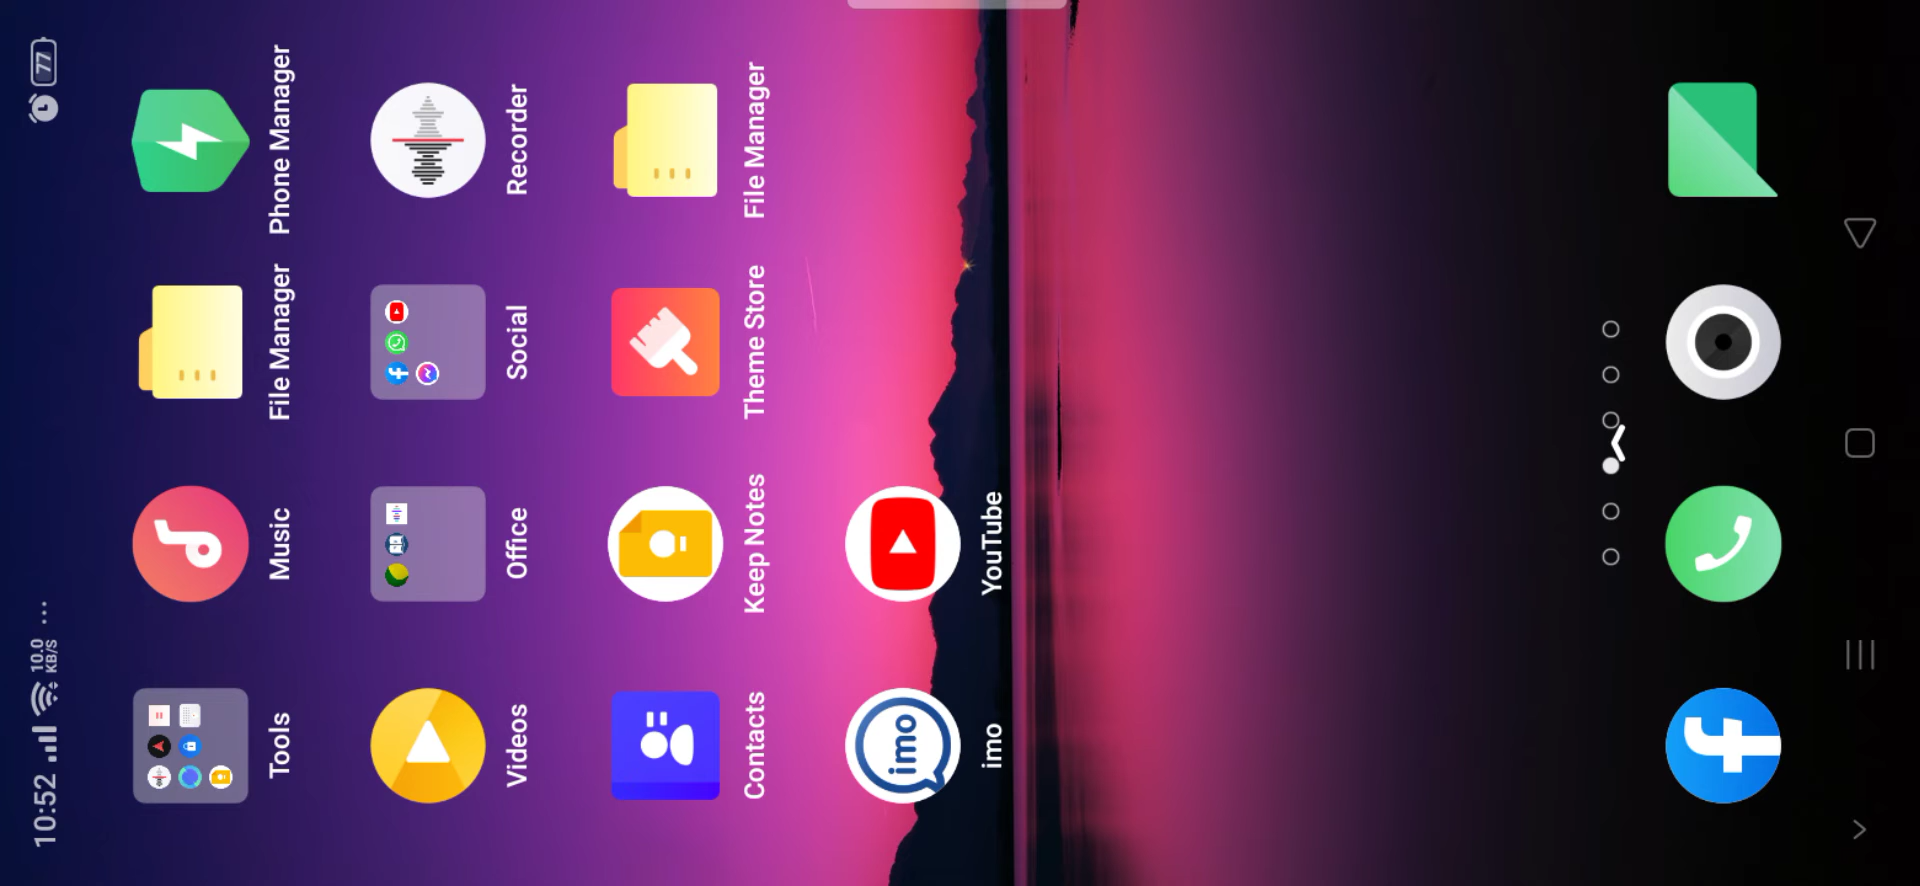 10:52 10.0 KB/S ... 77
Tools Music File Manager Phone Manager
Videos Office Social Recorder
Contacts Keep Notes Theme Store File Manager
imo
imo YouTube